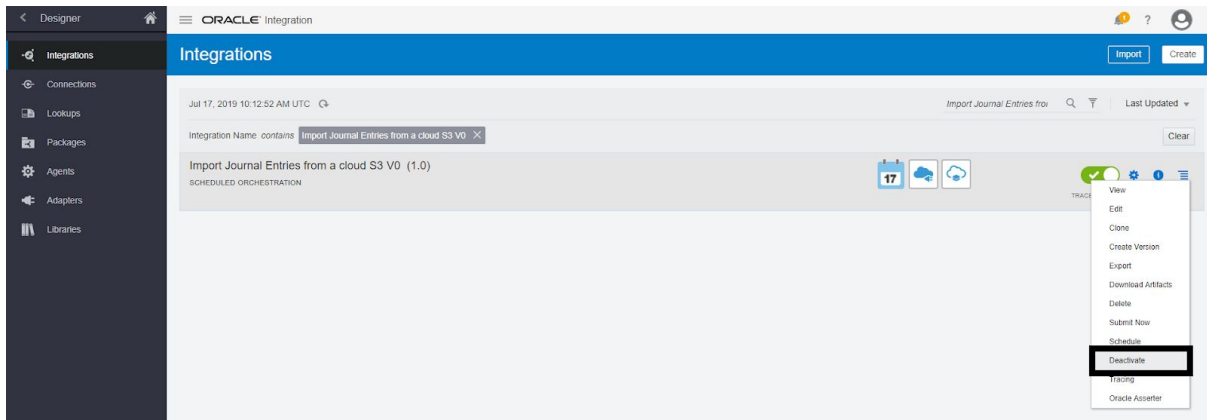 Designer
ORACLE Integration
1
?
Integrations
Integrations
Import
Create
Connections
Lookups
Packages
Agents
Adapters
Libraries
Jul 17, 2019 10:12:52 AM UTC
Import Journal Entries fro
Last Updated
Integration Name contains Import Journal Entries from a cloud S3 V0 X
Clear
Import Journal Entries from a cloud S3 V0 (1.0)
SCHEDULED ORCHESTRATION
17
TRACE
View
Edit
Clone
Create Version
Export
Download Artifacts
Delete
Submit Now
Schedule
Deactivate
Tracing
Oracle Asserter